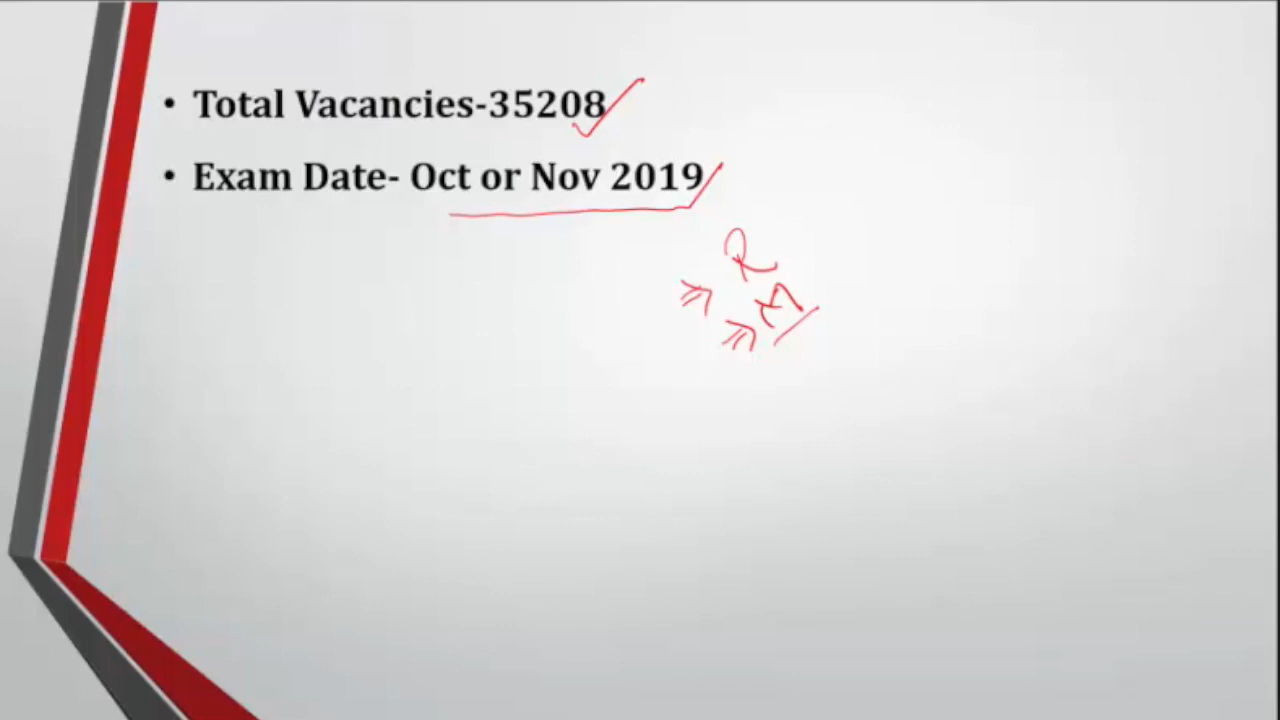 • Total Vacancies-35208
• Exam Date- Oct or Nov 2019
R
M